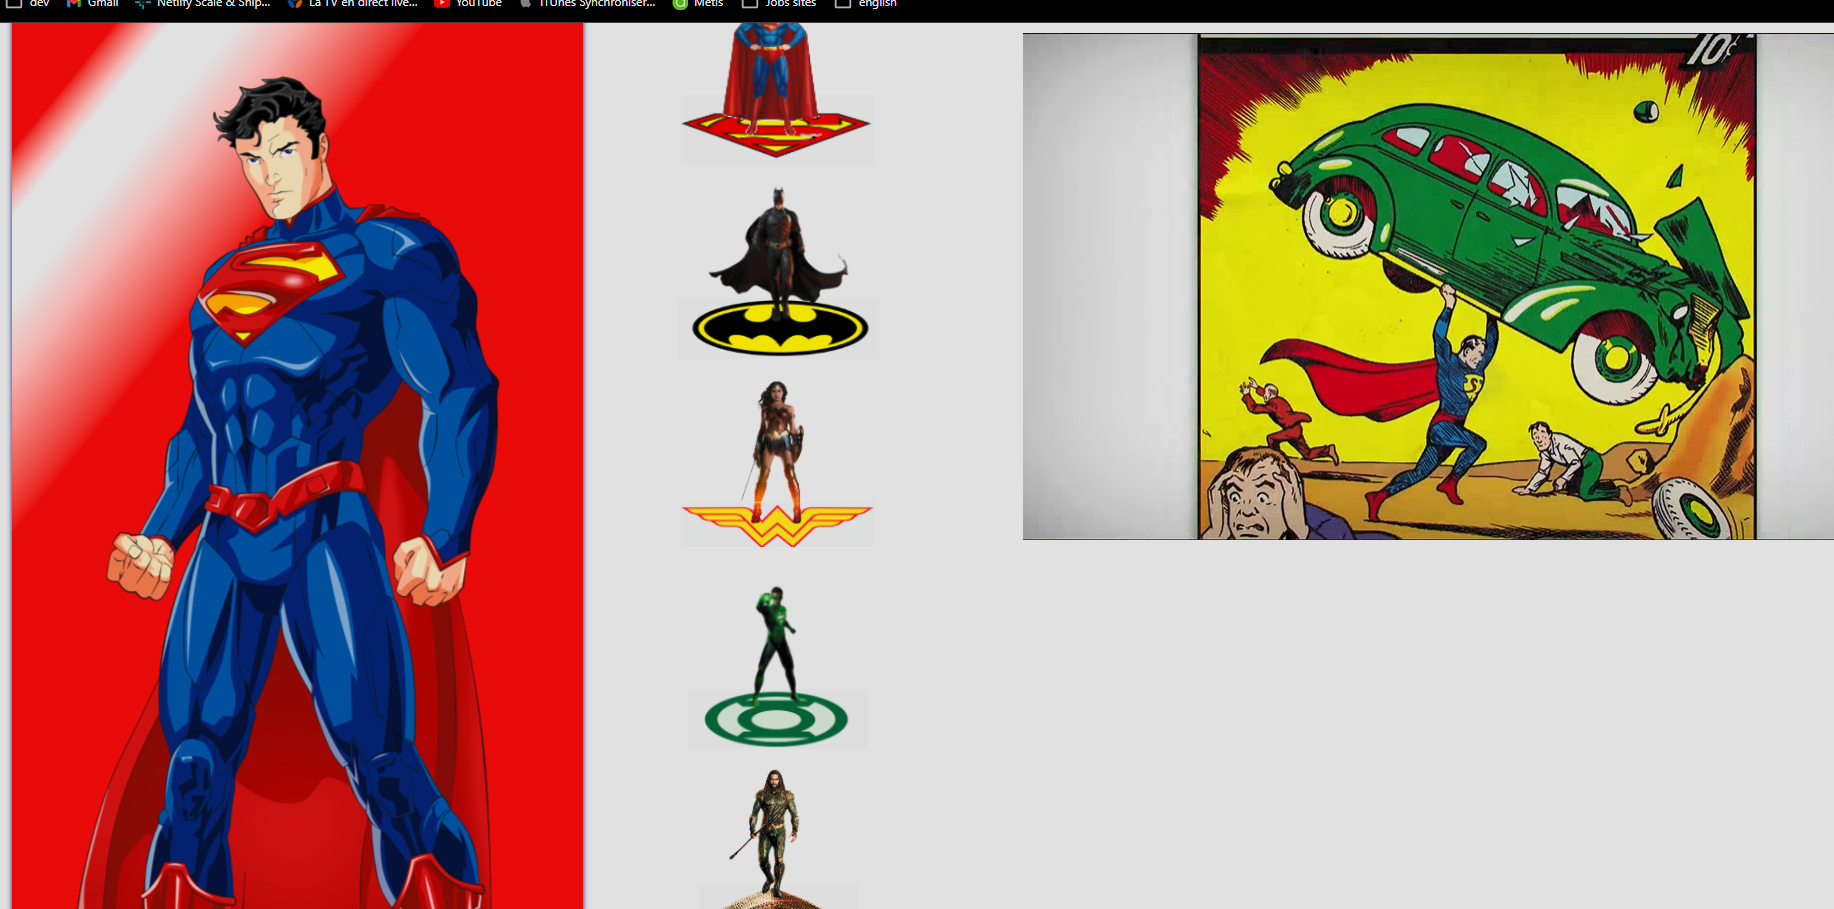 dev Gmail Netlify Scale & Ship... La TV en direct live... YouTube iTunes Synchroniser... Metis Jobs sites english
10¢
S